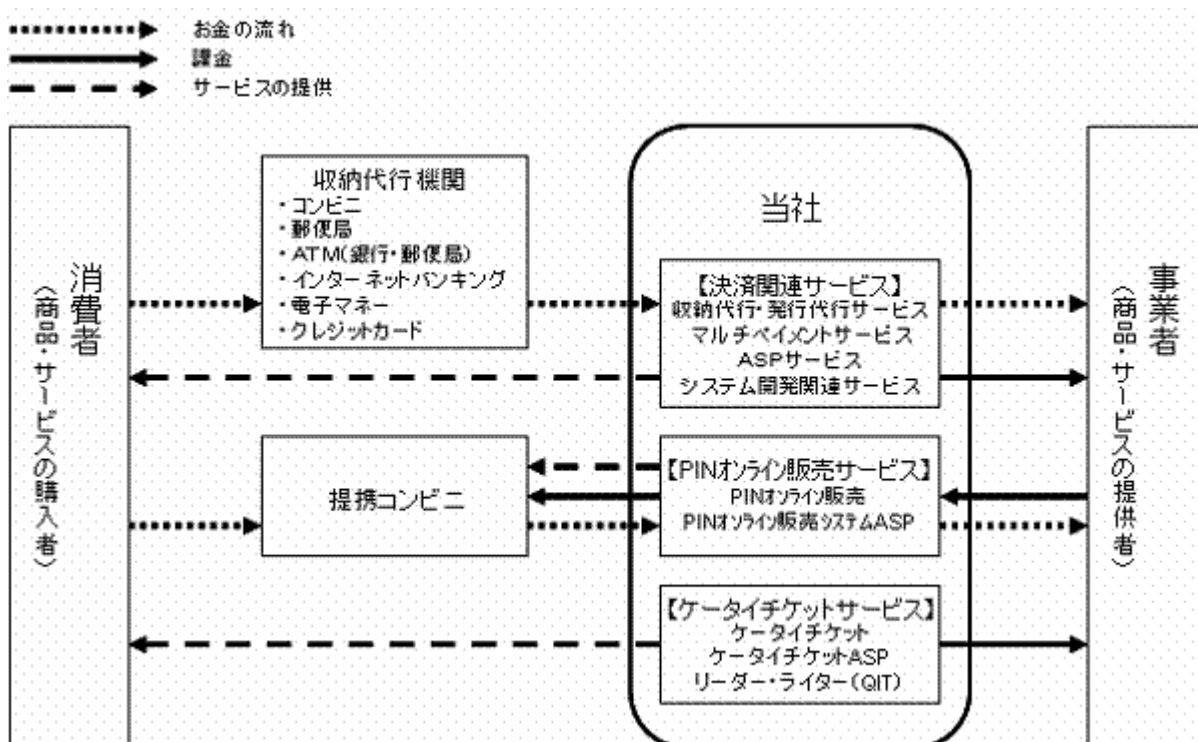 お金の流れ
課金
サービスの提供
消費者
（商品・サービスの購入者）
収納代行機関
・コンビニ
・郵便局
・ATM(銀行・郵便局)
・インターネットバンキング
・電子マネー
・クレジットカード
提携コンビニ
当社
【決済関連サービス】
収納代行・発行代行サービス
マルチペイメントサービス
ASPサービス
システム開発関連サービス
【PINオンライン販売サービス】
PINオンライン販売
PINオンライン販売システムASP
【ケータイチケットサービス】
ケータイチケット
ケータイチケットASP
リーダー・ライター(QIT)
事業者
（商品・サービスの提供者）